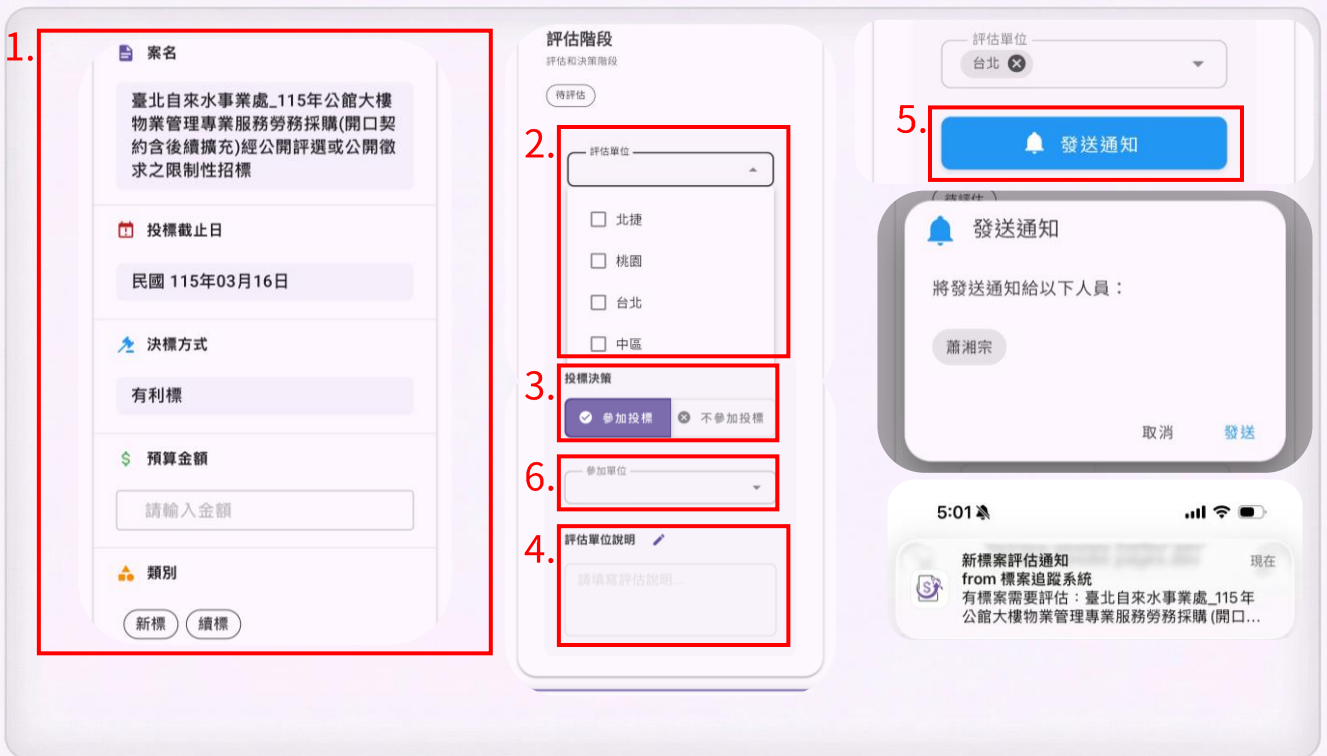 1.
案名
臺北自來水事業處_115年公館大樓
物業管理專業服務勞務採購(開口契
約含後續擴充)經公開評選或公開徵
求之限制性招標
投標截止日
民國 115年03月16日
決標方式
有利標
預算金額
請輸入金額
類別
新標
續標
評估階段
評估和決策階段
待評估
2.
評估單位
北捷
桃園
台北
中區
3.
投標決策
參加投標
不參加投標
6.
參加單位
4.
評估單位說明
請填寫評估說明...
評估單位
台北
5.
發送通知
待評估
發送通知
將發送通知給以下人員：
蕭湘宗
取消
發送
5:01
新標案評估通知
現在
from 標案追蹤系統
有標案需要評估：臺北自來水事業處_115年
公館大樓物業管理專業服務勞務採購(開口...